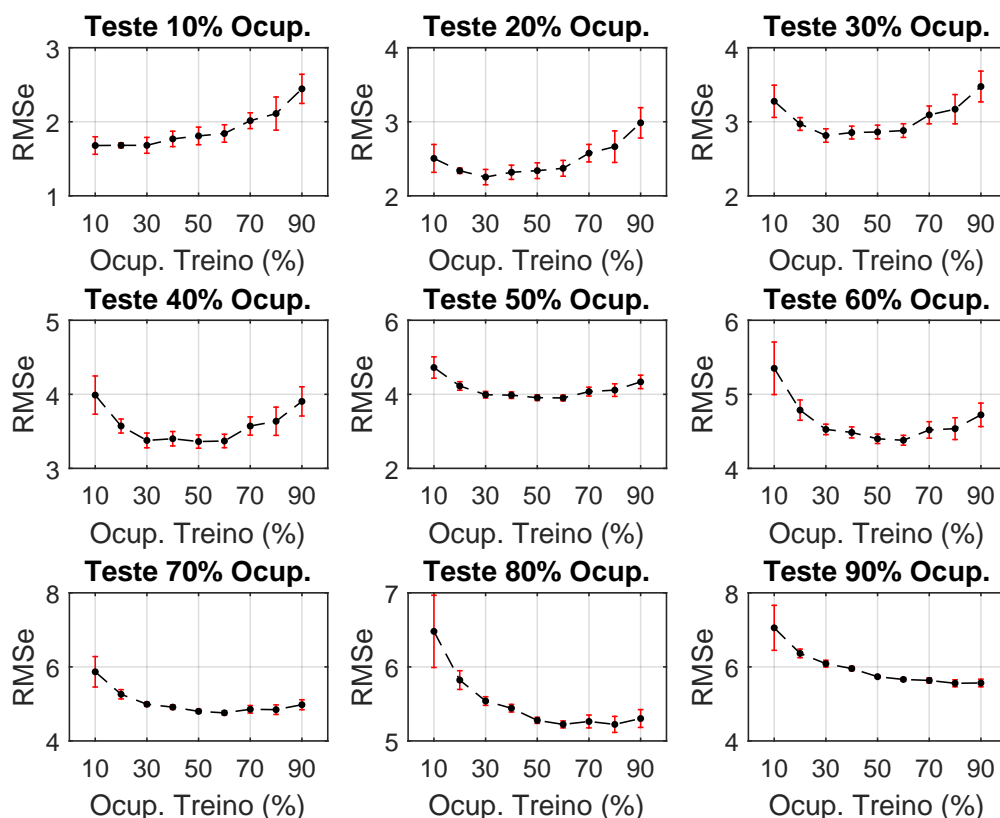 Teste 10% Ocup.
3
2
1
RMSe
10 30 50 70 90
Ocup. Treino (%)
Teste 20% Ocup.
4
2
RMSe
10 30 50 70 90
Ocup. Treino (%)
Teste 30% Ocup.
4
3
2
RMSe
10 30 50 70 90
Ocup. Treino (%)
Teste 40% Ocup.
5
4
3
RMSe
10 30 50 70 90
Ocup. Treino (%)
Teste 50% Ocup.
6
4
2
RMSe
10 30 50 70 90
Ocup. Treino (%)
Teste 60% Ocup.
6
5
4
RMSe
10 30 50 70 90
Ocup. Treino (%)
Teste 70% Ocup.
8
6
4
RMSe
10 30 50 70 90
Ocup. Treino (%)
Teste 80% Ocup.
7
6
5
RMSe
10 30 50 70 90
Ocup. Treino (%)
Teste 90% Ocup.
8
6
4
RMSe
10 30 50 70 90
Ocup. Treino (%)